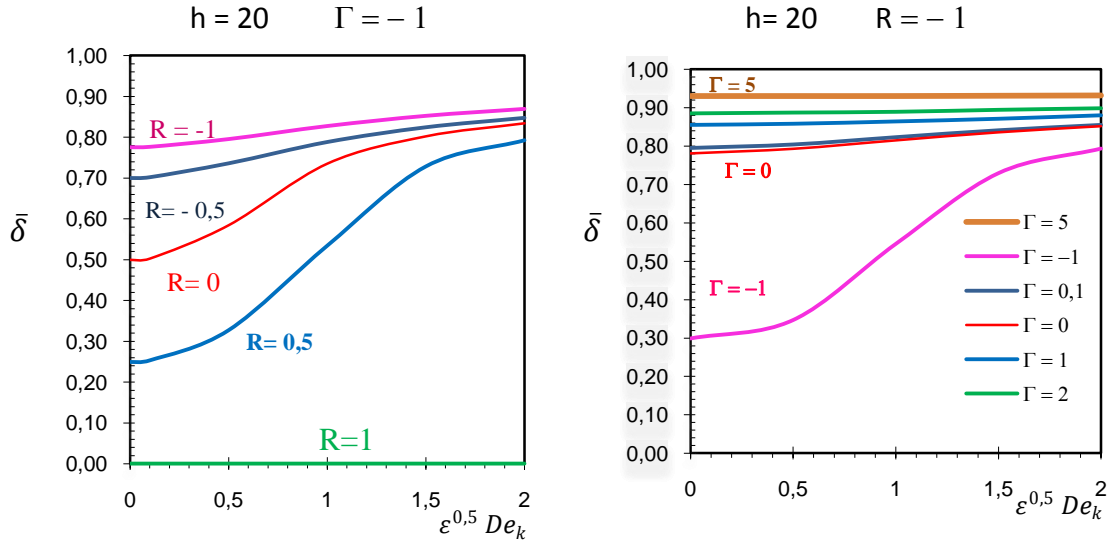 h = 20 Γ = − 1
1,00
0,90
0,80
0,70
0,60
0,50
0,40
0,30
0,20
0,10
0,00
δ̄
R = -1
R= - 0,5
R= 0
R= 0,5
R=1
0 0,5 1 1,5 2
ε^0,5 De_k
h= 20 R = − 1
1,00
0,90
0,80
0,70
0,60
0,50
0,40
0,30
0,20
0,10
0,00
δ̄
Γ = 5
Γ = 0
Γ = −1
Γ = 5
Γ = −1
Γ = 0,1
Γ = 0
Γ = 1
Γ = 2
0 0,5 1 1,5 2
ε^0,5 De_k